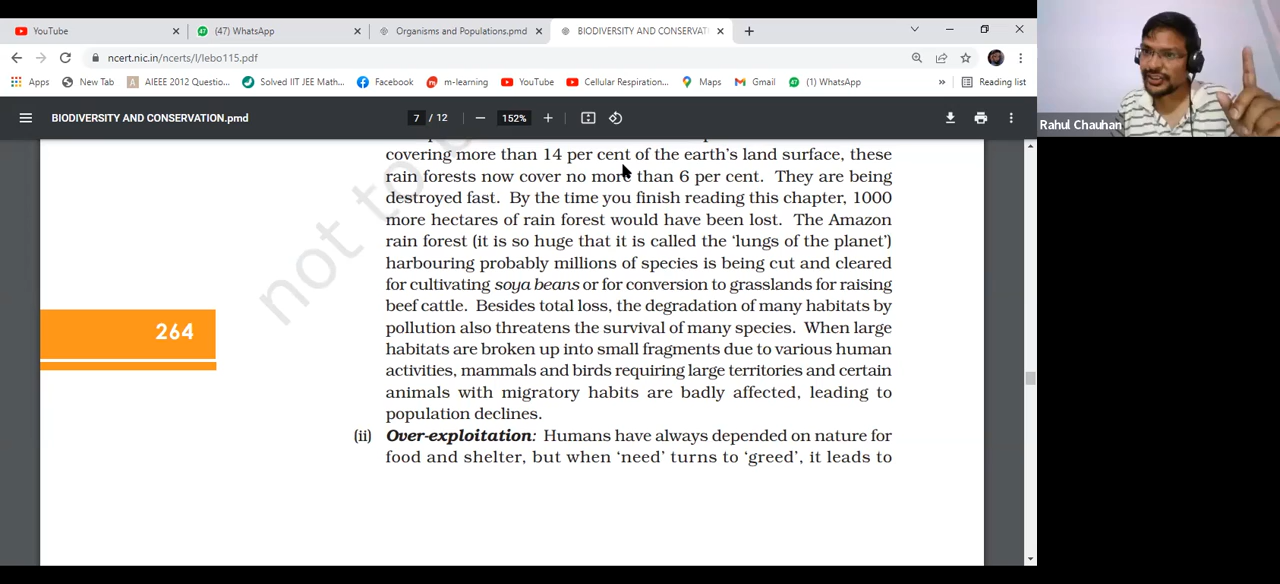 YouTube
(47) WhatsApp
Organisms and Populations.pmd
BIODIVERSITY AND CONSERVATI
ncert.nic.in/ncerts/l/lebo115.pdf
Apps
New Tab
AIEEE 2012 Questio...
Solved IIT JEE Math...
Facebook
m-learning
YouTube
Cellular Respiration...
Maps
Gmail
(1) WhatsApp
»
Reading list
BIODIVERSITY AND CONSERVATION.pmd
7 / 12
152%
Rahul Chauhan
covering more than 14 per cent of the earth's land surface, these
rain forests now cover no more than 6 per cent. They are being
destroyed fast. By the time you finish reading this chapter, 1000
more hectares of rain forest would have been lost. The Amazon
rain forest (it is so huge that it is called the 'lungs of the planet')
harbouring probably millions of species is being cut and cleared
for cultivating soya beans or for conversion to grasslands for raising
beef cattle. Besides total loss, the degradation of many habitats by
pollution also threatens the survival of many species. When large
habitats are broken up into small fragments due to various human
activities, mammals and birds requiring large territories and certain
animals with migratory habits are badly affected, leading to
population declines.
(ii) Over-exploitation: Humans have always depended on nature for
food and shelter, but when 'need' turns to 'greed', it leads to
264
not to